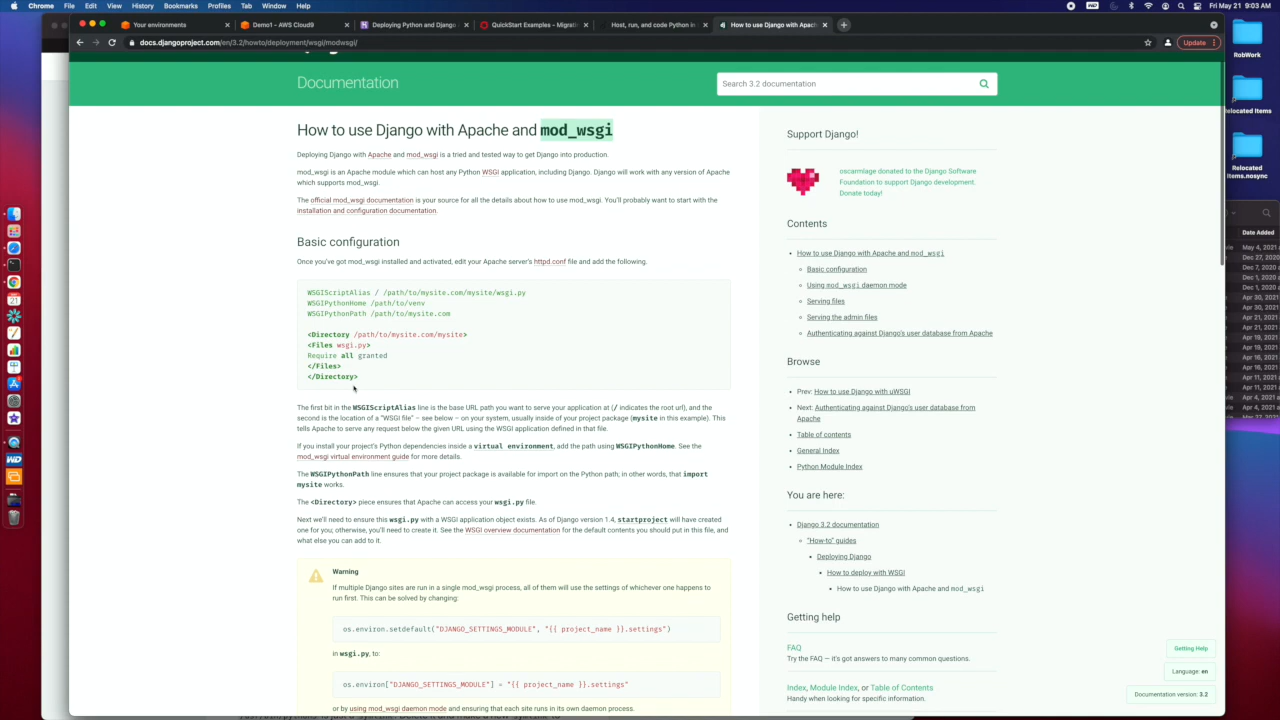 Chrome File Edit View History Bookmarks Profiles Tab Window Help
Fri May 21 9:03 AM
Your environments
Demo1 - AWS Cloud9
Deploying Python and Django
QuickStart Examples – Migrati
Host, run, and code Python in
How to use Django with Apach
docs.djangoproject.com/en/3.2/howto/deployment/wsgi/modwsgi/
Update
Documentation
Search 3.2 documentation
How to use Django with Apache and mod_wsgi
Deploying Django with Apache and mod_wsgi is a tried and tested way to get Django into production.
mod_wsgi is an Apache module which can host any Python WSGI application, including Django. Django will work with any version of Apache
which supports mod_wsgi.
The official mod_wsgi documentation is your source for all the details about how to use mod_wsgi. You'll probably want to start with the
installation and configuration documentation.
Basic configuration
Once you've got mod_wsgi installed and activated, edit your Apache server's httpd.conf file and add the following.
WSGIScriptAlias / /path/to/mysite.com/mysite/wsgi.py
WSGIPythonHome /path/to/venv
WSGIPythonPath /path/to/mysite.com
<Directory /path/to/mysite.com/mysite>
<Files wsgi.py>
Require all granted
</Files>
</Directory>
The first bit in the WSGIScriptAlias line is the base URL path you want to serve your application at (/ indicates the root url), and the
second is the location of a "WSGI file" – see below – on your system, usually inside of your project package (mysite in this example). This
tells Apache to serve any request below the given URL using the WSGI application defined in that file.
If you install your project's Python dependencies inside a virtual environment, add the path using WSGIPythonHome. See the
mod_wsgi virtual environment guide for more details.
The WSGIPythonPath line ensures that your project package is available for import on the Python path; in other words, that import
mysite works.
The <Directory> piece ensures that Apache can access your wsgi.py file.
Next we'll need to ensure this wsgi.py with a WSGI application object exists. As of Django version 1.4, startproject will have created
one for you; otherwise, you'll need to create it. See the WSGI overview documentation for the default contents you should put in this file, and
what else you can add to it.
Warning
If multiple Django sites are run in a single mod_wsgi process, all of them will use the settings of whichever one happens to
run first. This can be solved by changing:
os.environ.setdefault("DJANGO_SETTINGS_MODULE", "{{ project_name }}.settings")
in wsgi.py, to:
os.environ["DJANGO_SETTINGS_MODULE"] = "{{ project_name }}.settings"
or by using mod_wsgi daemon mode and ensuring that each site runs in its own daemon process.
Support Django!
oscarmlage donated to the Django Software
Foundation to support Django development.
Donate today!
Contents
How to use Django with Apache and mod_wsgi
Basic configuration
Using mod_wsgi daemon mode
Serving files
Serving the admin files
Authenticating against Django's user database from Apache
Browse
Prev: How to use Django with uWSGI
Next: Authenticating against Django's user database from
Apache
Table of contents
General Index
Python Module Index
You are here:
Django 3.2 documentation
"How-to" guides
Deploying Django
How to deploy with WSGI
How to use Django with Apache and mod_wsgi
Getting help
FAQ
Try the FAQ — it's got answers to many common questions.
Index, Module Index, or Table of Contents
Handy when looking for specific information.
Getting Help
Language: en
Documentation version: 3.2
RobWork
Relocated Items
Relocated
Items.nosync
Date Added
May 4, 2021 a
Dec 27, 2020
Dec 1, 2020 a
Dec 1, 2020 a
Apr 30, 2021
Apr 30, 2021
Apr 21, 2021 a
Apr 19, 2021
Apr 18, 2021
Apr 16, 2021
Apr 11, 2021 a
Apr 6, 2021 a
Apr 4, 2021 a
WD